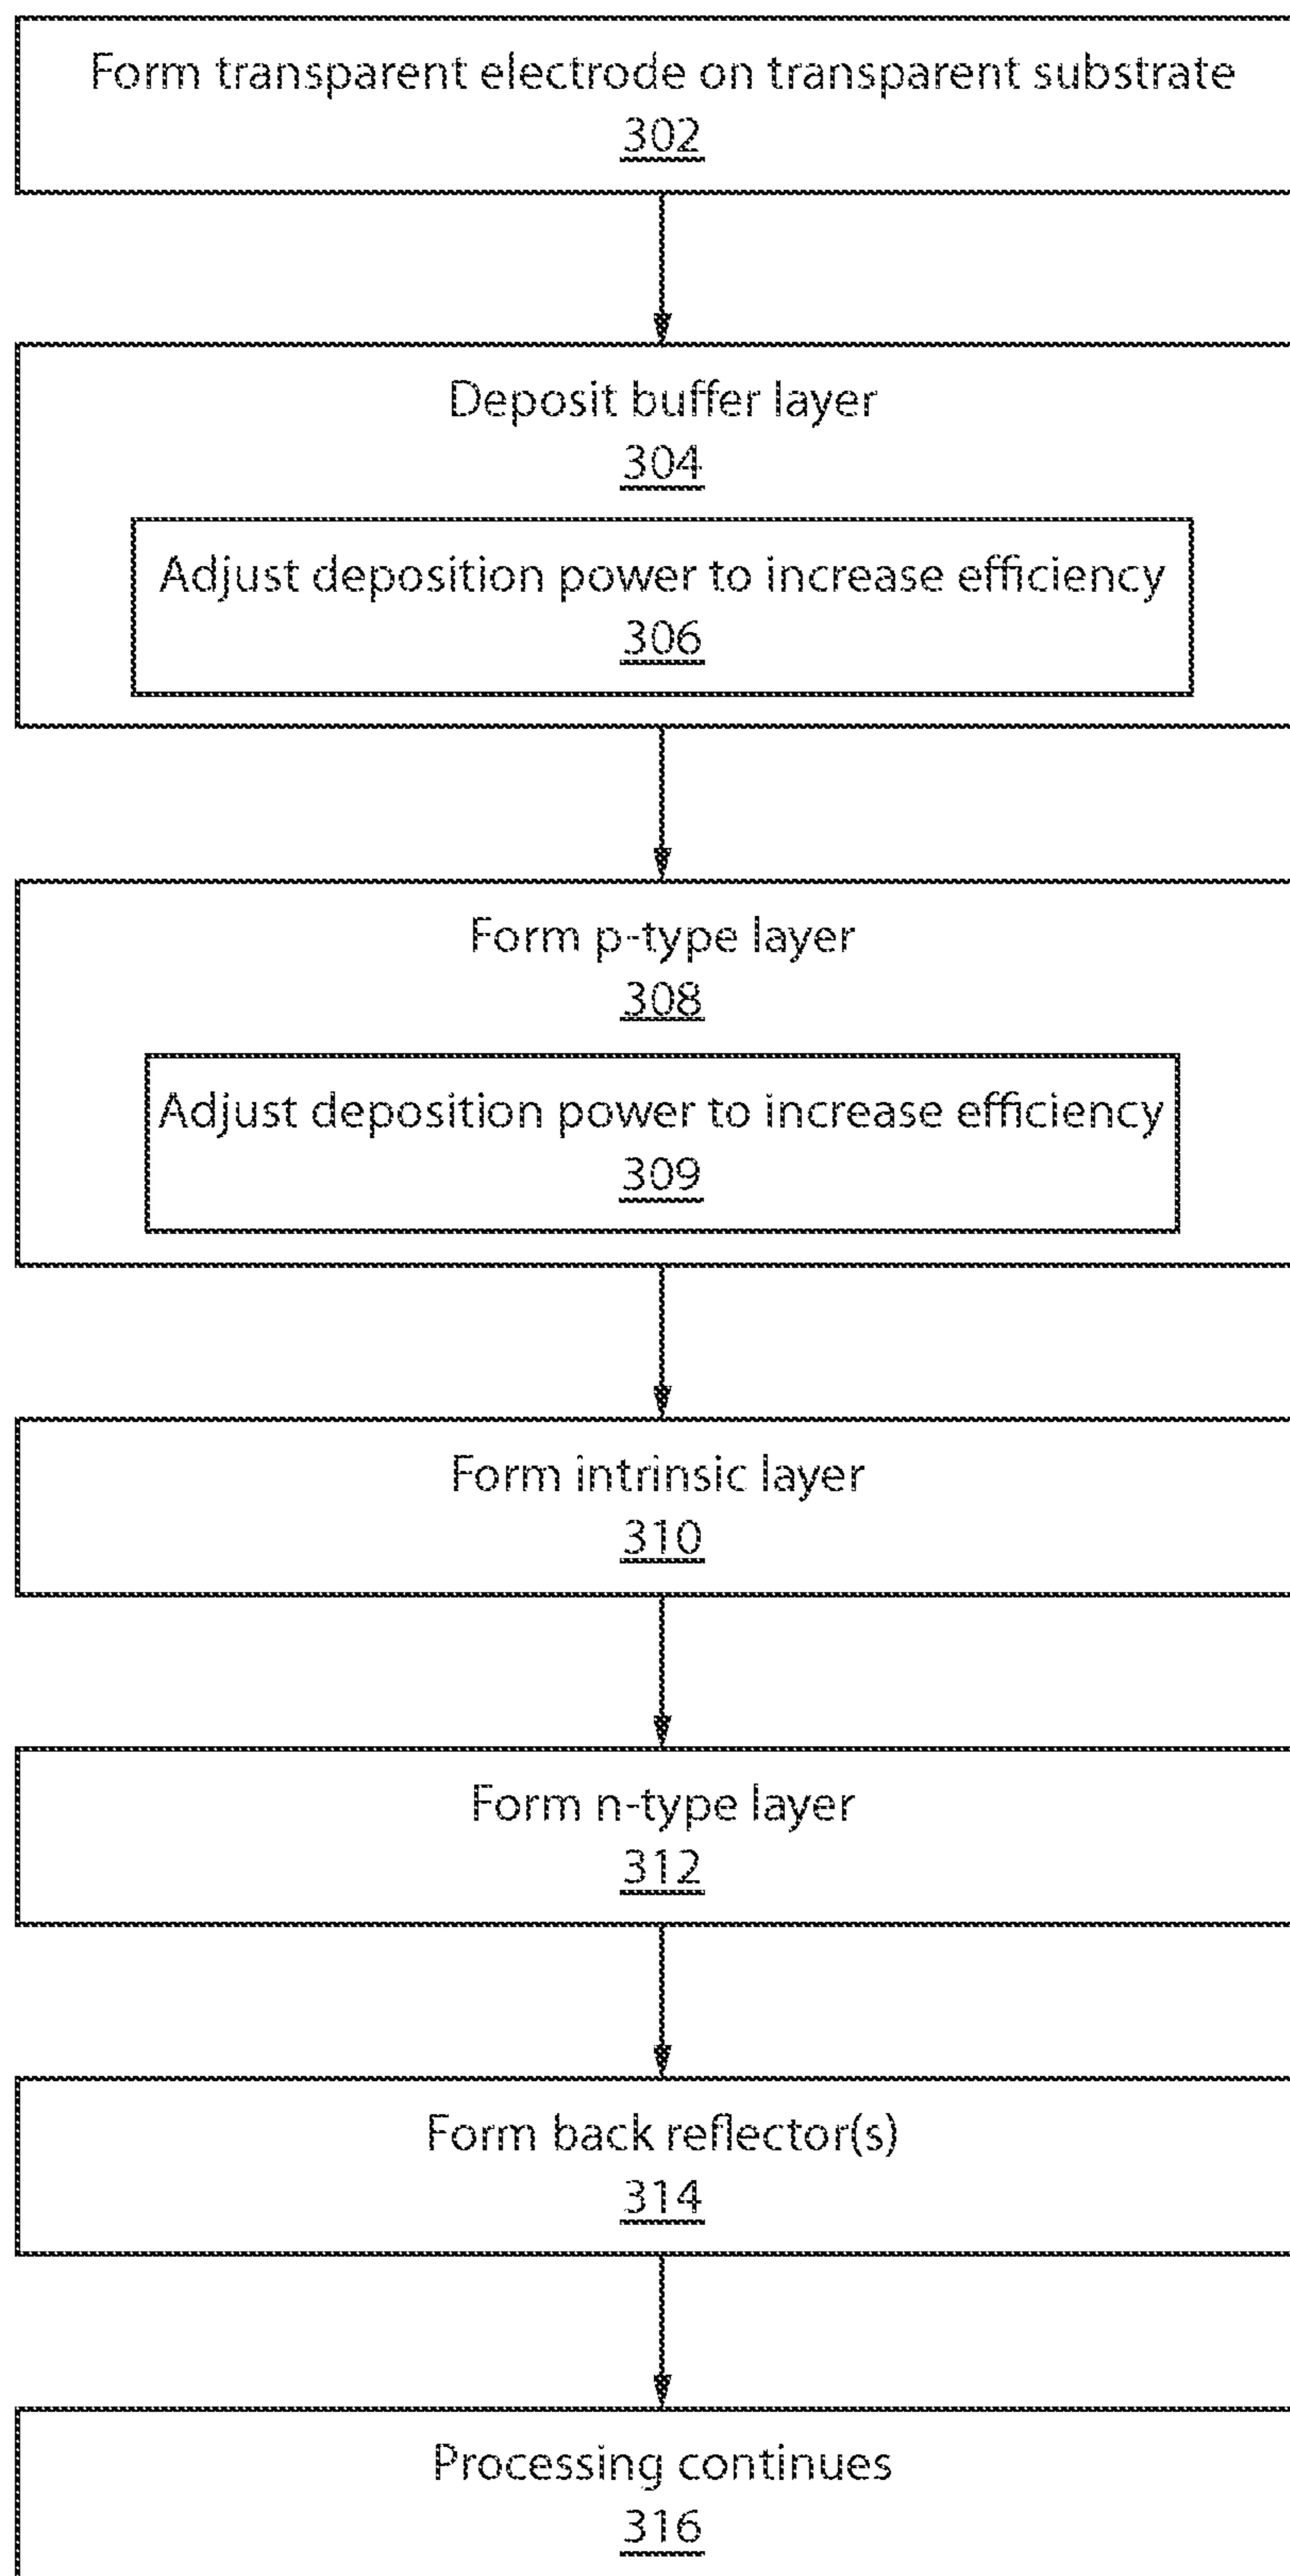 Form transparent electrode on transparent substrate
302
Deposit buffer layer
304
Adjust deposition power to increase efficiency
306
Form p-type layer
308
Adjust deposition power to increase efficiency
309
Form intrinsic layer
310
Form n-type layer
312
Form back reflector(s)
314
Processing continues
316